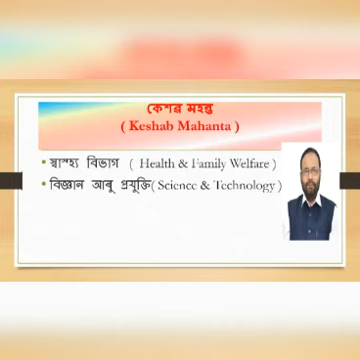 কেশৱ মহন্ত
( Keshab Mahanta )
• স্বাস্হ্য বিভাগ ( Health & Family Welfare )
• বিজ্ঞান আৰু প্ৰযুক্তি( Science & Technology )